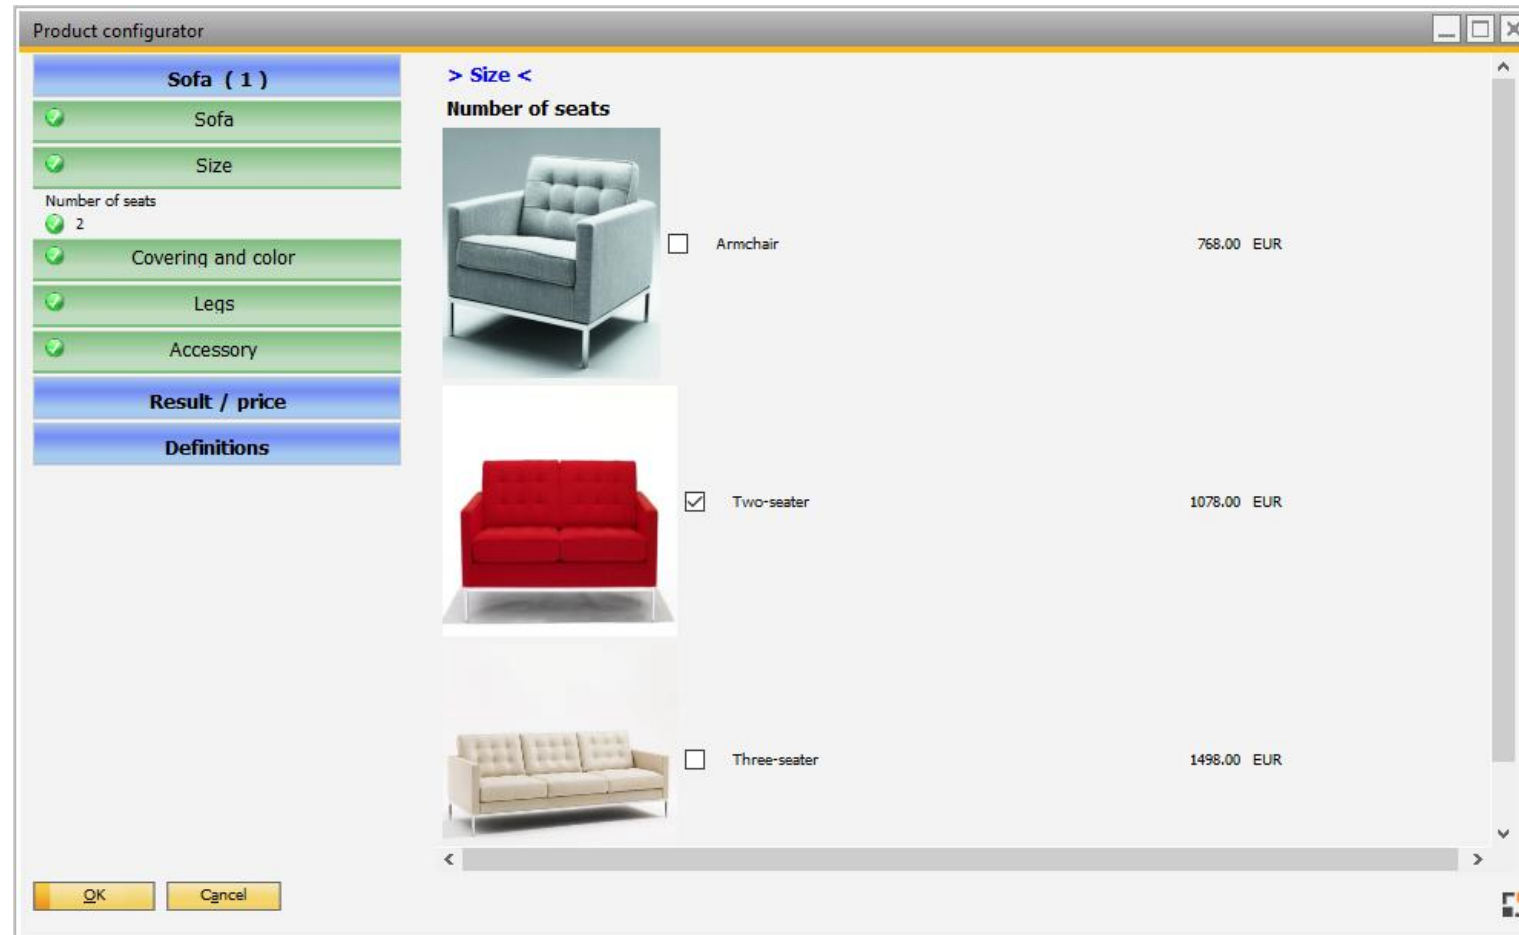 Product configurator
Sofa ( 1 )
Sofa
Size
Number of seats
2
Covering and color
Legs
Accessory
Result / price
Definitions
> Size <
Number of seats
Armchair 768.00 EUR
Two-seater 1078.00 EUR
Three-seater 1498.00 EUR
OK Cancel